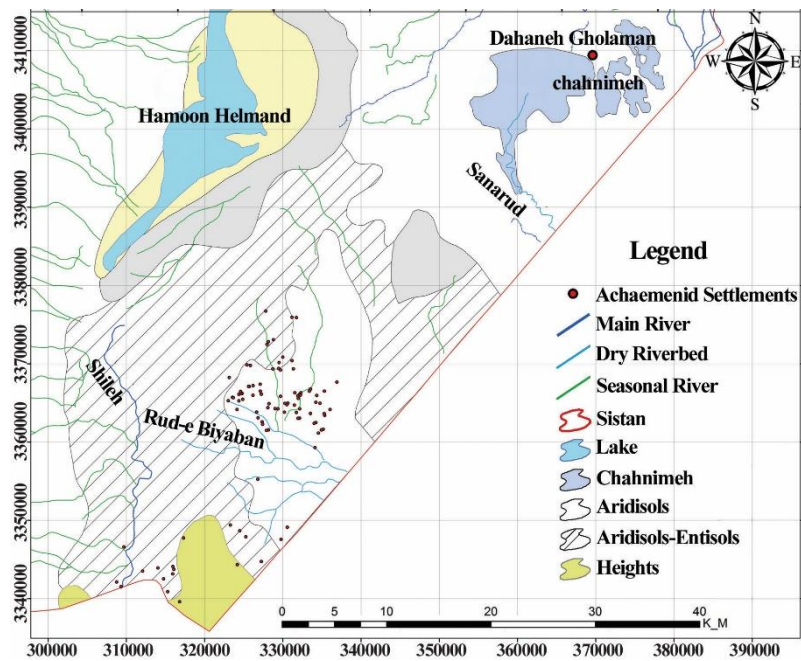 3410000
3400000
3390000
3380000
3370000
3360000
3350000
3340000
Dahaneh Gholaman
chahnimeh
N
W
E
S
Hamoon Helmand
Sanarud
Shileh
Rud-e Biyaban
Legend
Achaemenid Settlements
Main River
Dry Riverbed
Seasonal River
Sistan
Lake
Chahnimeh
Aridisols
Aridisols-Entisols
Heights
0 5 10 20 30 40
K_M
300000 310000 320000 330000 340000 350000 360000 370000 380000 390000